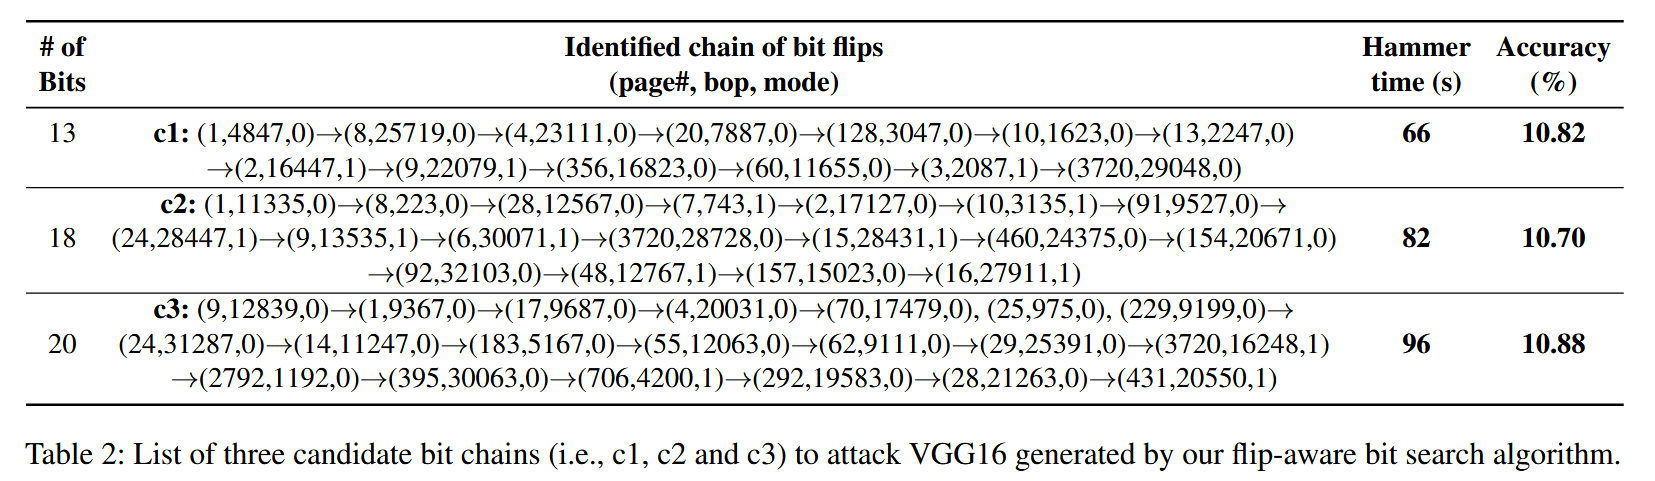 # of Bits | Identified chain of bit flips (page#, bop, mode) | Hammer time (s) | Accuracy (%)
13 | c1: (1,4847,0)→(8,25719,0)→(4,23111,0)→(20,7887,0)→(128,3047,0)→(10,1623,0)→(13,2247,0)
→(2,16447,1)→(9,22079,1)→(356,16823,0)→(60,11655,0)→(3,2087,1)→(3720,29048,0) | 66 | 10.82
c2: (1,11335,0)→(8,223,0)→(28,12567,0)→(7,743,1)→(2,17127,0)→(10,3135,1)→(91,9527,0)→
18 | (24,28447,1)→(9,13535,1)→(6,30071,1)→(3720,28728,0)→(15,28431,1)→(460,24375,0)→(154,20671,0) | 82 | 10.70
→(92,32103,0)→(48,12767,1)→(157,15023,0)→(16,27911,1)
c3: (9,12839,0)→(1,9367,0)→(17,9687,0)→(4,20031,0)→(70,17479,0), (25,975,0), (229,9199,0)→
20 | (24,31287,0)→(14,11247,0)→(183,5167,0)→(55,12063,0)→(62,9111,0)→(29,25391,0)→(3720,16248,1) | 96 | 10.88
→(2792,1192,0)→(395,30063,0)→(706,4200,1)→(292,19583,0)→(28,21263,0)→(431,20550,1)
Table 2: List of three candidate bit chains (i.e., c1, c2 and c3) to attack VGG16 generated by our flip-aware bit search algorithm.